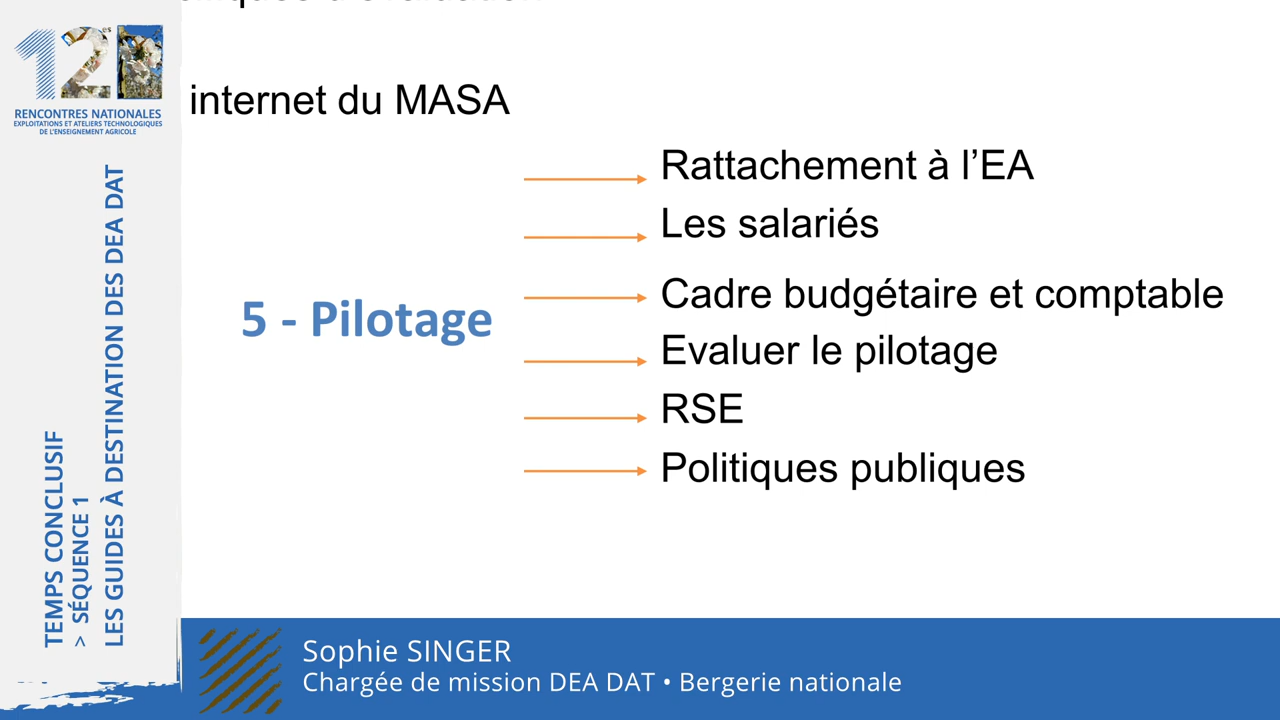 internet du MASA
Rattachement à l’EA
Les salariés
Cadre budgétaire et comptable
5 - Pilotage
Evaluer le pilotage
RSE
Politiques publiques
12es
RENCONTRES NATIONALES
EXPLOITATIONS ET ATELIERS TECHNOLOGIQUES
DE L'ENSEIGNEMENT AGRICOLE
TEMPS CONCLUSIF
> SÉQUENCE 1
LES GUIDES À DESTINATION DES DEA DAT
Sophie SINGER
Chargée de mission DEA DAT • Bergerie nationale